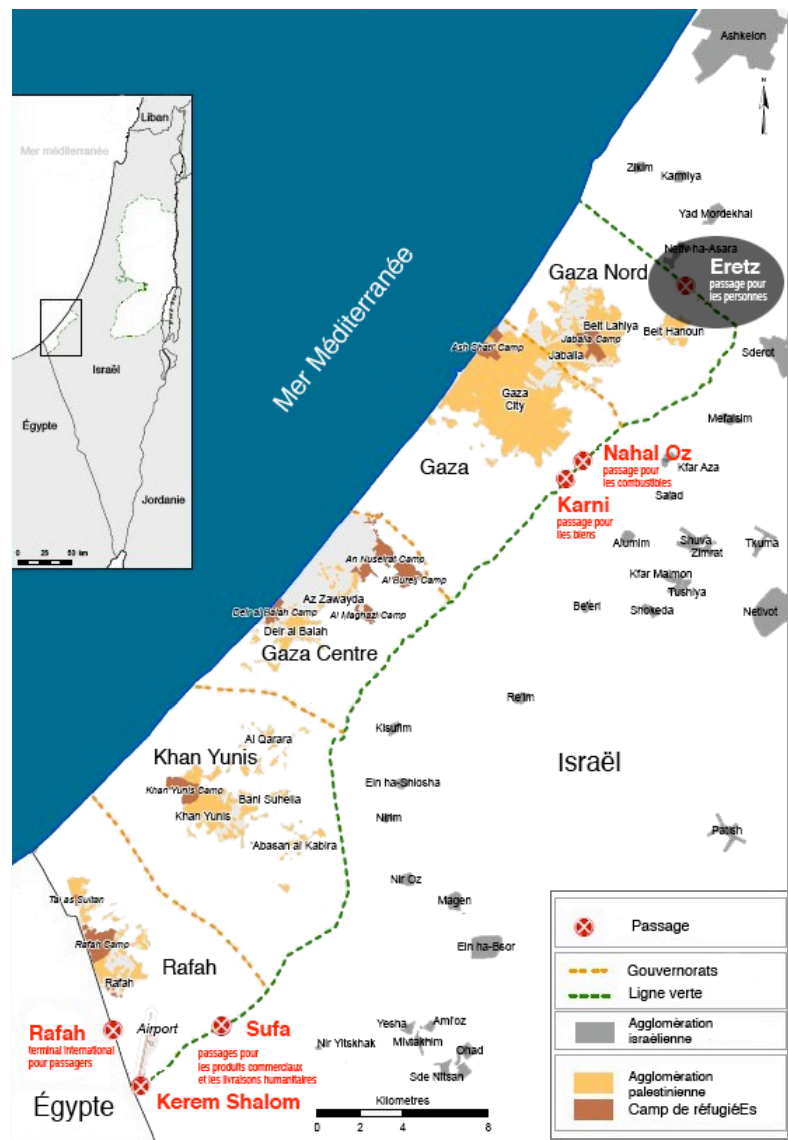 Ashkelon
N
Liban
Mer méditerranée
Israël
Égypte
Jordanie
0 25 50 km
Mer Méditerranée
Zikim
Karmiya
Yad Mordekhai
Netiv ha-Asara
Eretz
passage pour
les personnes
Gaza Nord
Beit Lahiya
Jabalia Camp
Beit Hanoun
Jabalia
Ash Shati' Camp
Sderot
Gaza
City
Mefalsim
Nahal Oz
passage pour
les combustibles
Kfar Aza
Gaza
Karni
passage pour
lles biens
Saad
Alumim
Shuva
Zimrat
Tkuma
An Nuseirat Camp
Al Bureij Camp
Kfar Maimon
Tushiya
Az Zawayda
Be'eri
Shokeda
Netivot
Deir al Balah Camp
Al Maghazi Camp
Deir al Balah
Gaza Centre
Re'im
Kisufim
Al Qarara
Khan Yunis
Israël
Ein ha-Shlosha
Khan Yunis Camp
Bani Suheila
Khan Yunis
Nirim
'Abasan al Kabira
Patish
Nir Oz
Magen
Tal as Sultan
Ein ha-Bsor
Rafah Camp
Rafah
Rafah
Rafah
terminal international
pour passagers
Airport
Sufa
passages pour
les produits commerciaux
et les livraisons humanitaires
Yesha
Ami'oz
Nir Yitskhak
Mivtakhim
Ohad
Sde Nitsan
Kerem Shalom
Égypte
Kilometres
0 2 4 6 8
Passage
Gouvernorats
Ligne verte
Agglomération
israélienne
Agglomération
palestinienne
Camp de réfugiéEs